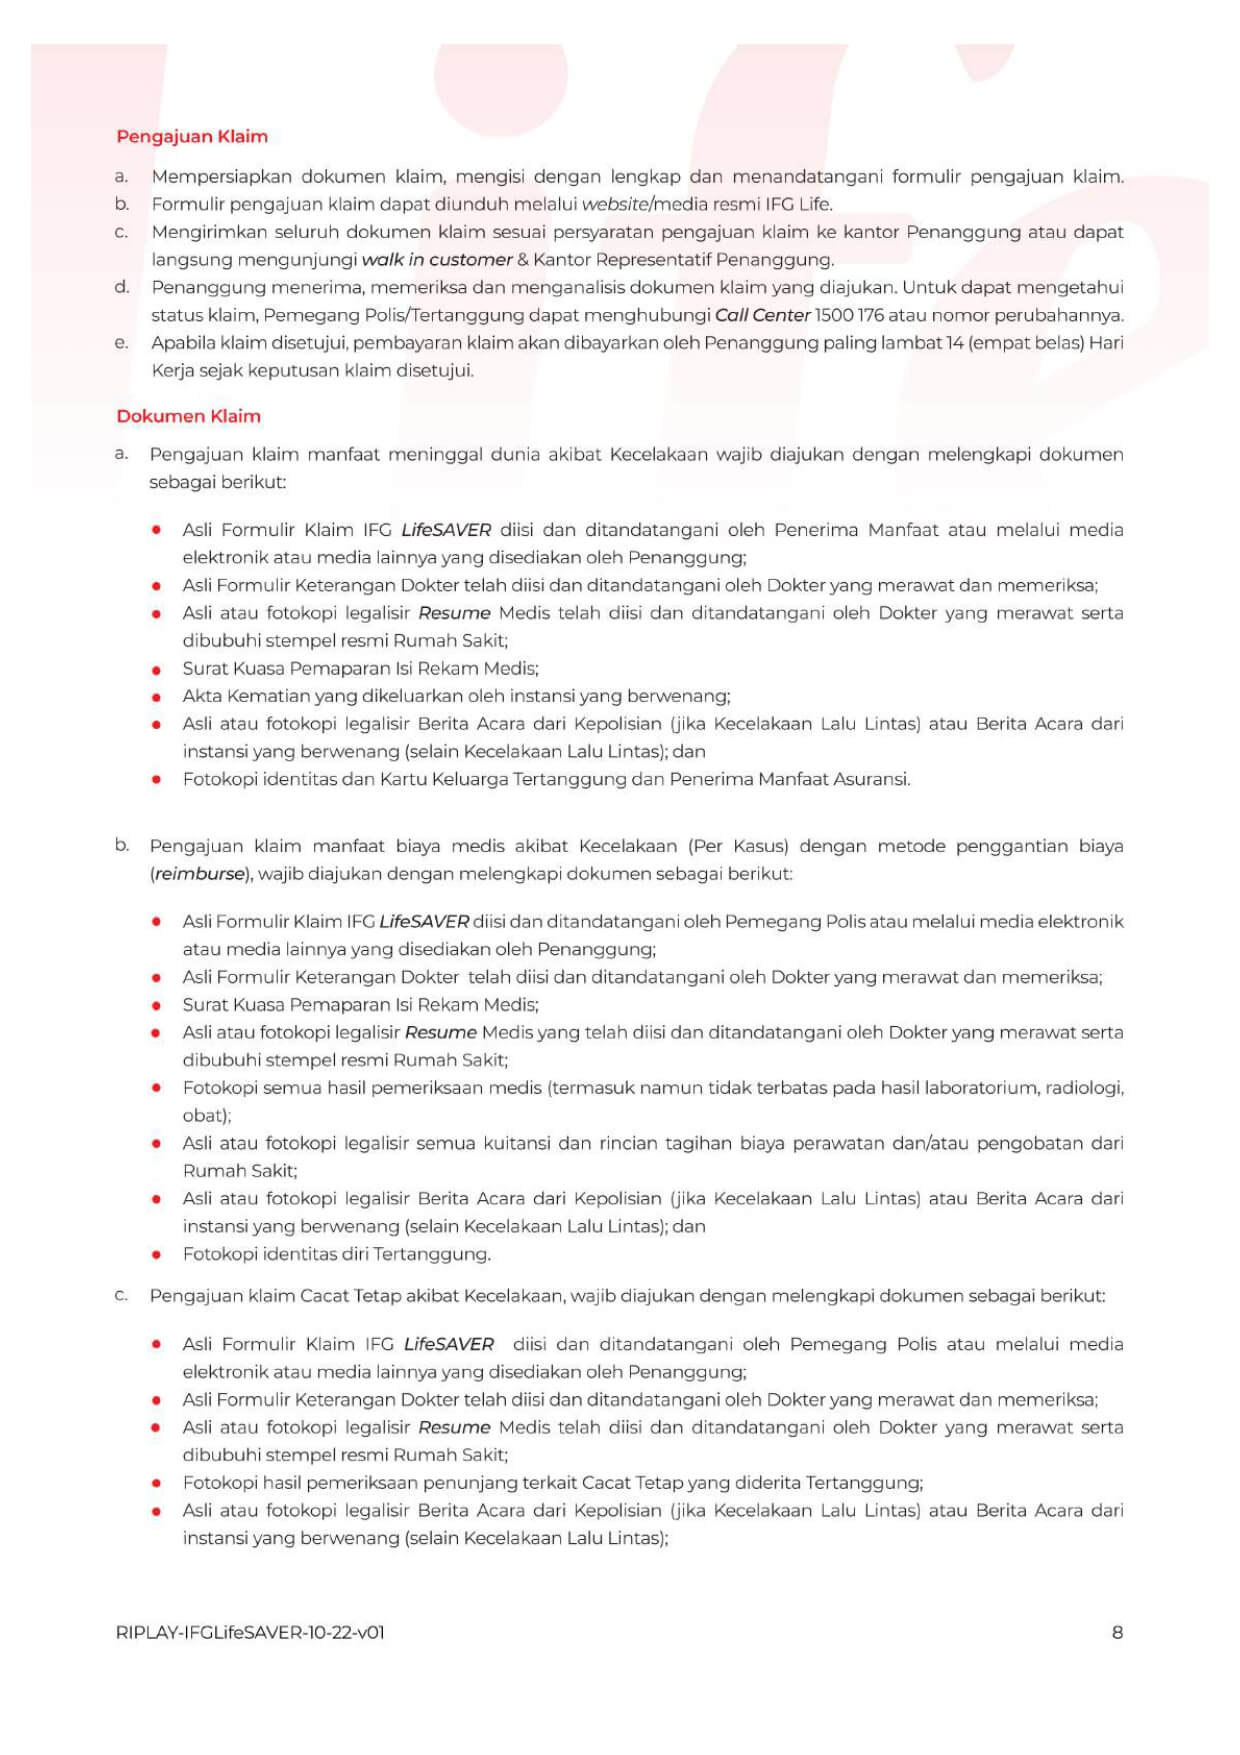 Pengajuan Klaim
a. Mempersiapkan dokumen klaim, mengisi dengan lengkap dan menandatangani formulir pengajuan klaim.
b. Formulir pengajuan klaim dapat diunduh melalui website/media resmi IFG Life.
c. Mengirimkan seluruh dokumen klaim sesuai persyaratan pengajuan klaim ke kantor Penanggung atau dapat
langsung mengunjungi walk in customer & Kantor Representatif Penanggung.
d. Penanggung menerima, memeriksa dan menganalisis dokumen klaim yang diajukan. Untuk dapat mengetahui
status klaim, Pemegang Polis/Tertanggung dapat menghubungi Call Center 1500 176 atau nomor perubahannya.
e. Apabila klaim disetujui, pembayaran klaim akan dibayarkan oleh Penanggung paling lambat 14 (empat belas) Hari
Kerja sejak keputusan klaim disetujui.
Dokumen Klaim
a. Pengajuan klaim manfaat meninggal dunia akibat Kecelakaan wajib diajukan dengan melengkapi dokumen
sebagai berikut:
• Asli Formulir Klaim IFG LifeSAVER diisi dan ditandatangani oleh Penerima Manfaat atau melalui media
elektronik atau media lainnya yang disediakan oleh Penanggung;
• Asli Formulir Keterangan Dokter telah diisi dan ditandatangani oleh Dokter yang merawat dan memeriksa;
• Asli atau fotokopi legalisir Resume Medis telah diisi dan ditandatangani oleh Dokter yang merawat serta
dibubuhi stempel resmi Rumah Sakit;
• Surat Kuasa Pemaparan Isi Rekam Medis;
• Akta Kematian yang dikeluarkan oleh instansi yang berwenang;
• Asli atau fotokopi legalisir Berita Acara dari Kepolisian (jika Kecelakaan Lalu Lintas) atau Berita Acara dari
instansi yang berwenang (selain Kecelakaan Lalu Lintas); dan
• Fotokopi identitas dan Kartu Keluarga Tertanggung dan Penerima Manfaat Asuransi.
b. Pengajuan klaim manfaat biaya medis akibat Kecelakaan (Per Kasus) dengan metode penggantian biaya
(reimburse), wajib diajukan dengan melengkapi dokumen sebagai berikut:
• Asli Formulir Klaim IFG LifeSAVER diisi dan ditandatangani oleh Pemegang Polis atau melalui media elektronik
atau media lainnya yang disediakan oleh Penanggung;
• Asli Formulir Keterangan Dokter telah diisi dan ditandatangani oleh Dokter yang merawat dan memeriksa;
• Surat Kuasa Pemaparan Isi Rekam Medis;
• Asli atau fotokopi legalisir Resume Medis yang telah diisi dan ditandatangani oleh Dokter yang merawat serta
dibubuhi stempel resmi Rumah Sakit;
• Fotokopi semua hasil pemeriksaan medis (termasuk namun tidak terbatas pada hasil laboratorium, radiologi,
obat);
• Asli atau fotokopi legalisir semua kuitansi dan rincian tagihan biaya perawatan dan/atau pengobatan dari
Rumah Sakit;
• Asli atau fotokopi legalisir Berita Acara dari Kepolisian (jika Kecelakaan Lalu Lintas) atau Berita Acara dari
instansi yang berwenang (selain Kecelakaan Lalu Lintas); dan
• Fotokopi identitas diri Tertanggung.
c. Pengajuan klaim Cacat Tetap akibat Kecelakaan, wajib diajukan dengan melengkapi dokumen sebagai berikut:
• Asli Formulir Klaim IFG LifeSAVER diisi dan ditandatangani oleh Pemegang Polis atau melalui media
elektronik atau media lainnya yang disediakan oleh Penanggung;
• Asli Formulir Keterangan Dokter telah diisi dan ditandatangani oleh Dokter yang merawat dan memeriksa;
• Asli atau fotokopi legalisir Resume Medis telah diisi dan ditandatangani oleh Dokter yang merawat serta
dibubuhi stempel resmi Rumah Sakit;
• Fotokopi hasil pemeriksaan penunjang terkait Cacat Tetap yang diderita Tertanggung;
• Asli atau fotokopi legalisir Berita Acara dari Kepolisian (jika Kecelakaan Lalu Lintas) atau Berita Acara dari
instansi yang berwenang (selain Kecelakaan Lalu Lintas);
RIPLAY-IFGLifeSAVER-10-22-v01 8